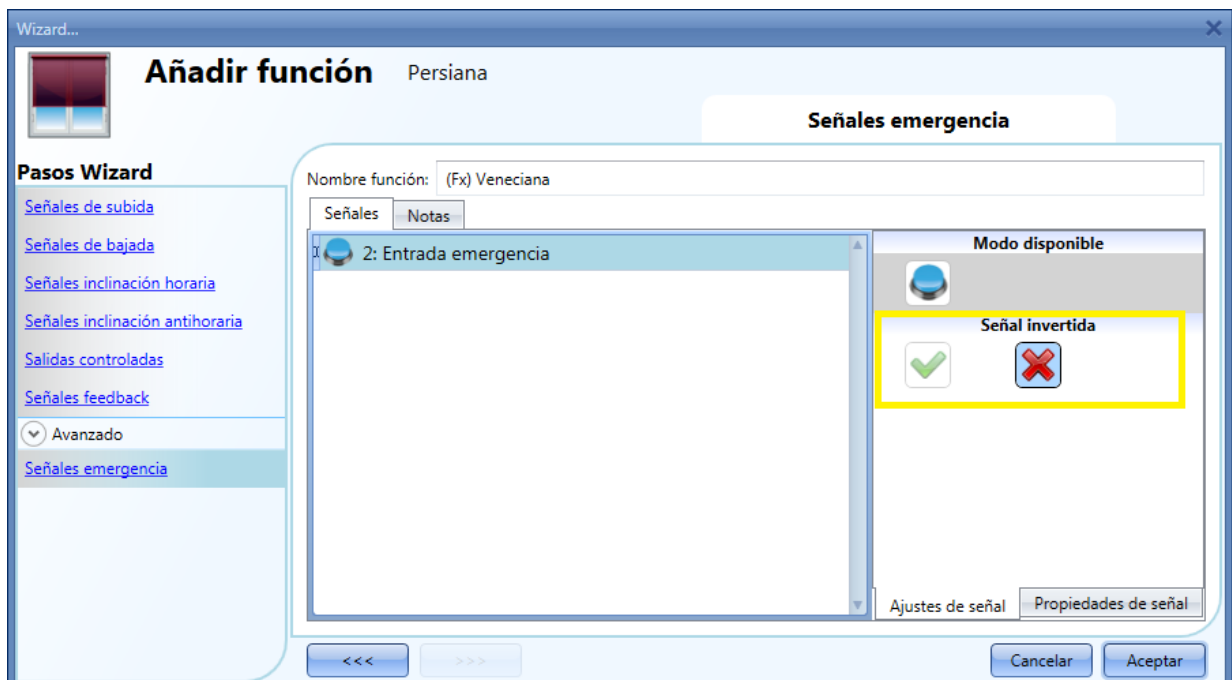 Wizard...
Añadir función Persiana
Señales emergencia
Pasos Wizard
Señales de subida
Señales de bajada
Señales inclinación horaria
Señales inclinación antihoraria
Salidas controladas
Señales feedback
Avanzado
Señales emergencia
Nombre función: (Fx) Veneciana
Señales Notas
2: Entrada emergencia
Modo disponible
Señal invertida
Ajustes de señal Propiedades de señal
<<< >>> Cancelar Aceptar